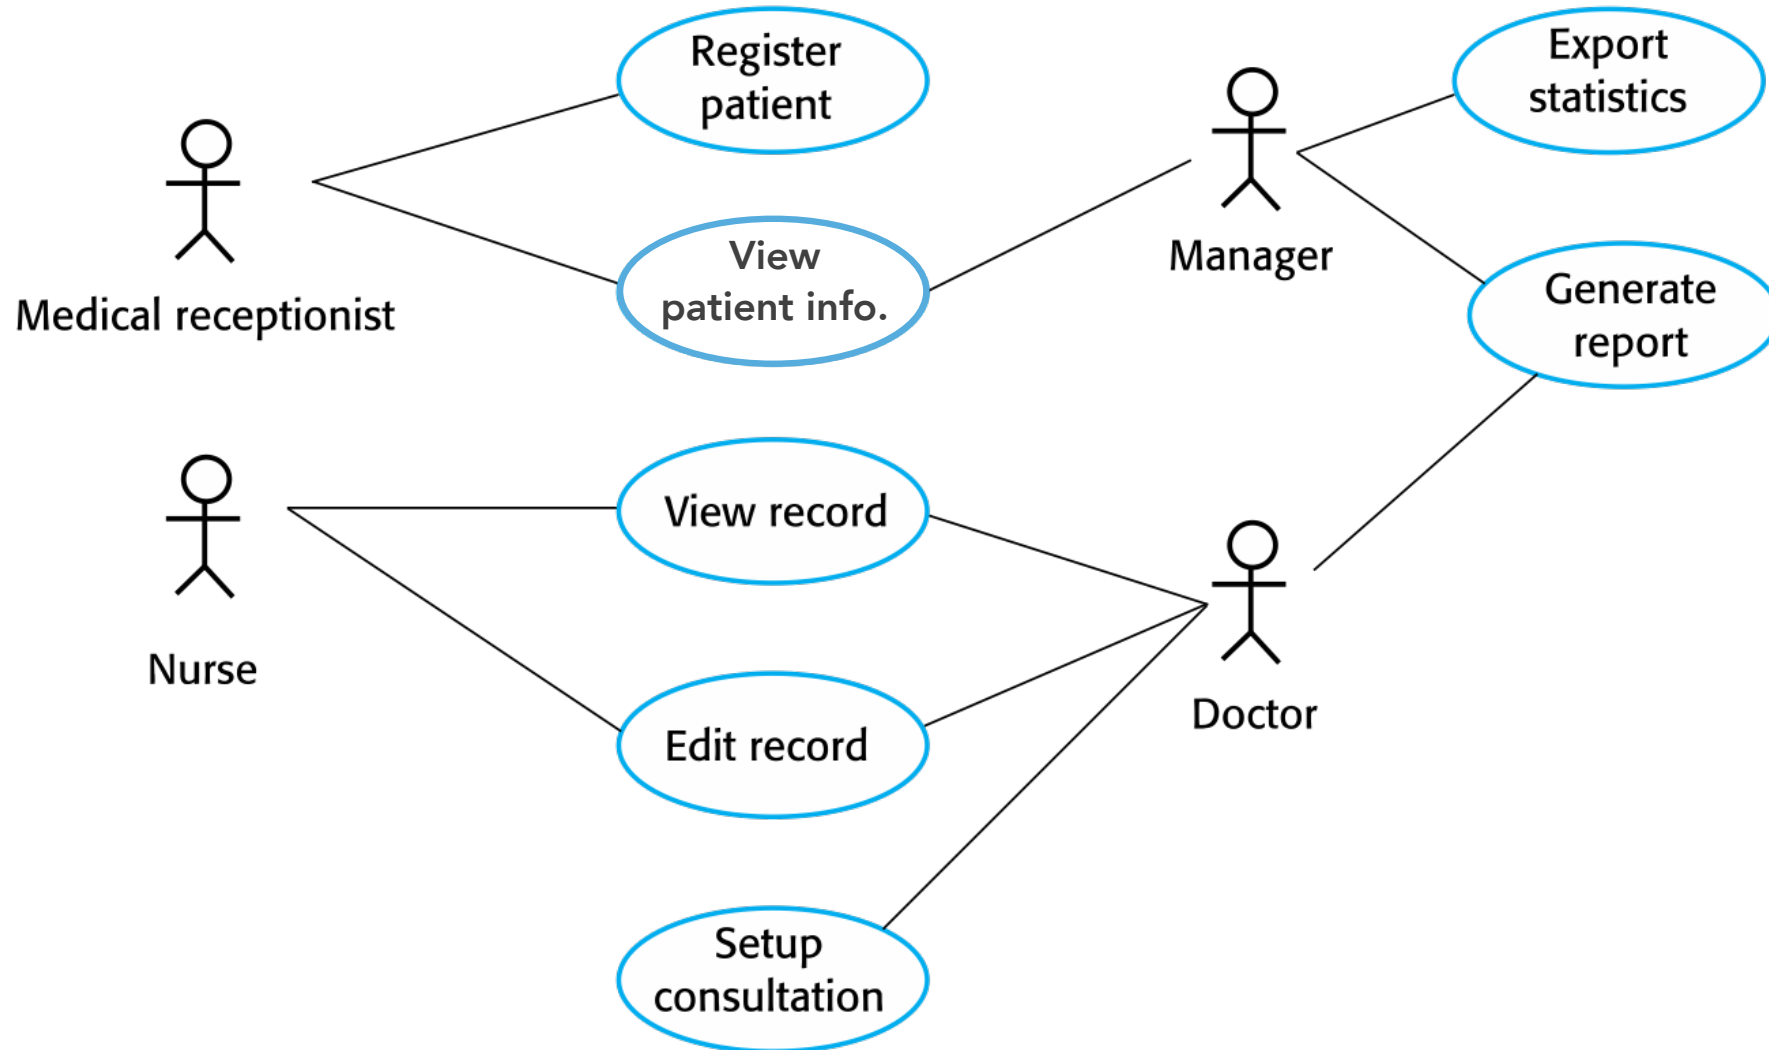 Register
patient
Export
statistics
Medical receptionist
View
patient info.
Manager
Generate
report
Nurse
View record
Edit record
Doctor
Setup
consultation